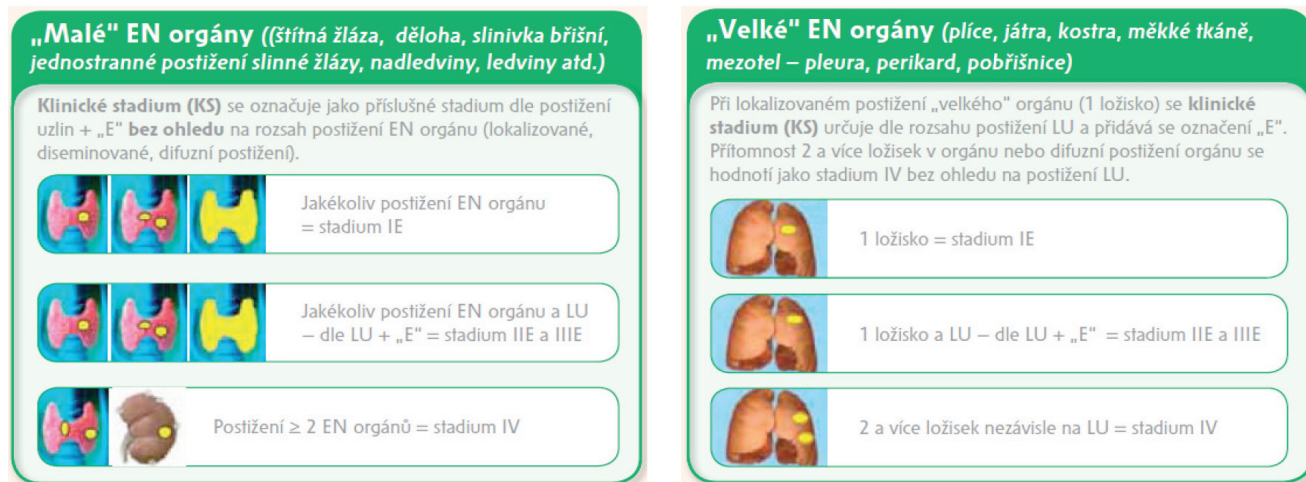 „Malé“ EN orgány ((štítná žláza, děloha, slinivka břišní,
jednostranné postižení slinné žlázy, nadledviny, ledviny atd.)
Klinické stadium (KS) se označuje jako příslušné stadium dle postižení
uzlin + „E“ bez ohledu na rozsah postižení EN orgánu (lokalizované,
diseminované, difuzní postižení).
Jakékoliv postižení EN orgánu
= stadium IE
Jakékoliv postižení EN orgánu a LU
– dle LU + „E“ = stadium IIE a IIIE
Postižení ≥ 2 EN orgánů = stadium IV
„Velké“ EN orgány (plíce, játra, kostra, měkké tkáně,
mezotel – pleura, perikard, pobřišnice)
Při lokalizovaném postižení „velkého“ orgánu (1 ložisko) se klinické
stadium (KS) určuje dle rozsahu postižení LU a přidává se označení „E“.
Přítomnost 2 a více ložisek v orgánu nebo difuzní postižení orgánu se
hodnotí jako stadium IV bez ohledu na postižení LU.
1 ložisko = stadium IE
1 ložisko a LU – dle LU + „E“ = stadium IIE a IIIE
2 a více ložisek nezávisle na LU = stadium IV